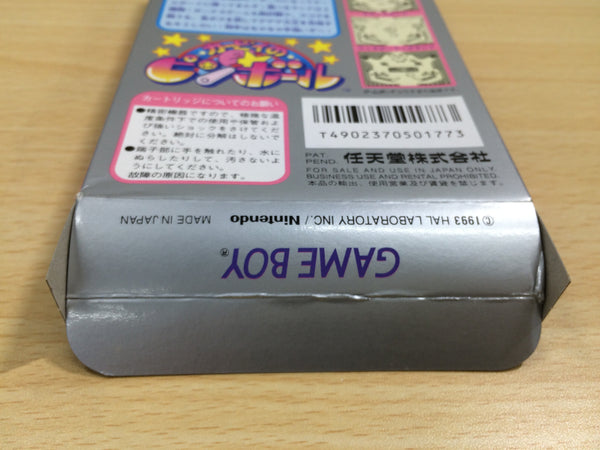 カービィの
ピンボール
カートリッジについてのお願い
●精密機器ですので、極端な温
度条件下での使用や保管およ
び強いショックをさけてくださ
い。絶対に分解はしないで
ください。
●端子部に手を触れたり、水に
ぬらしたりして、汚さないよ
うにしてください。
故障の原因になります。
T4902370501773
PAT.
PEND.
任天堂株式会社
FOR SALE AND USE IN JAPAN ONLY.
BUSINESS USE AND RENTAL PROHIBITED.
本品の輸出、使用営業及び賃貸を禁じます。
©1993 HAL LABORATORY INC./Nintendo MADE IN JAPAN
GAME BOY®